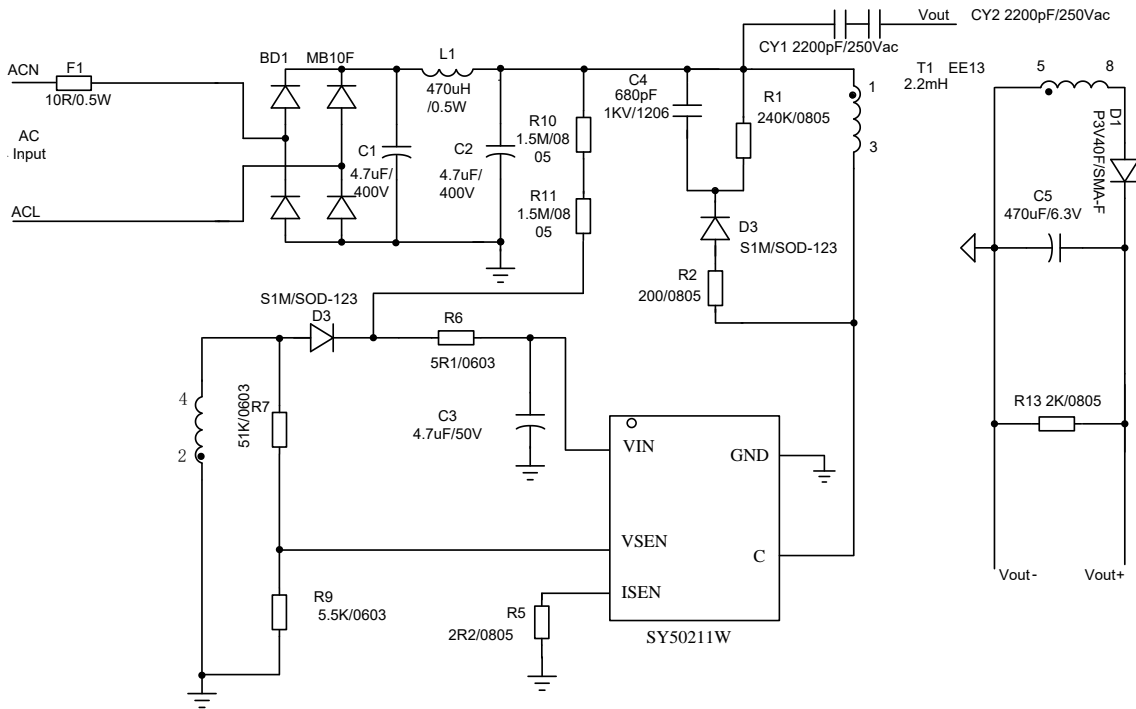 Vout
CY2 2200pF/250Vac
CY1 2200pF/250Vac
ACN
F1
10R/0.5W
BD1
MB10F
L1
470uH
/0.5W
C4
680pF
1KV/1206
R1
240K/0805
T1 EE13
2.2mH
5
8
1
3
D1
P3V40F/SMA-F
AC
Input
C1
4.7uF/
400V
C2
4.7uF/
400V
R10
1.5M/08
05
R11
1.5M/08
05
ACL
D3
S1M/SOD-123
C5
470uF/6.3V
R2
200/0805
S1M/SOD-123
D3
R6
5R1/0603
4
2
51K/0603
R7
C3
4.7uF/50V
R13 2K/0805
VIN
GND
VSEN
C
ISEN
SY50211W
R9
5.5K/0603
R5
2R2/0805
Vout-
Vout+